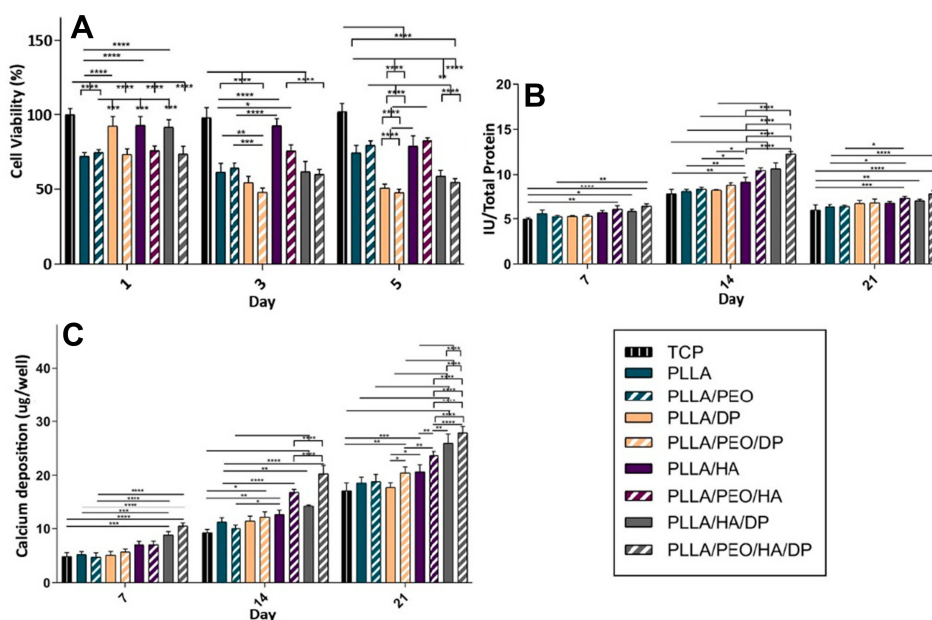 A
Cell Viability (%)
150
100
50
0
1
3
5
Day
B
IU/Total Protein
20
15
10
5
0
7
14
21
Day
C
Calcium deposition (ug/well)
40
30
20
10
0
7
14
21
Day
TCP
PLLA
PLLA/PEO
PLLA/DP
PLLA/PEO/DP
PLLA/HA
PLLA/PEO/HA
PLLA/HA/DP
PLLA/PEO/HA/DP